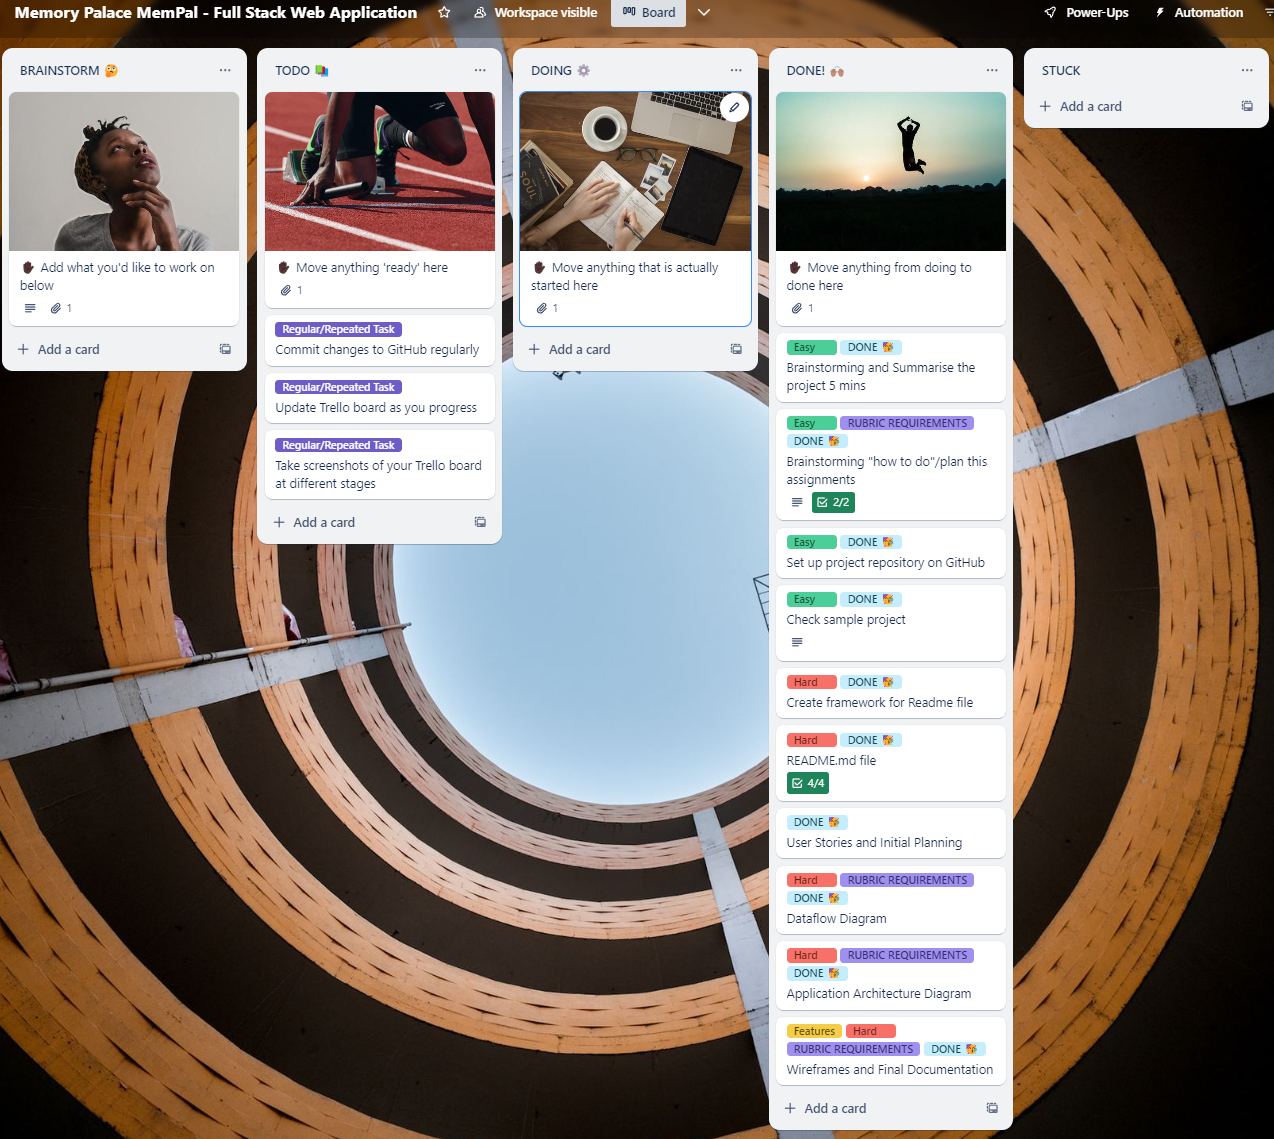 Memory Palace MemPal - Full Stack Web Application
Workspace visible
Board
Power-Ups
Automation
BRAINSTORM 🤔
Add what you'd like to work on
below
1
Add a card
TODO
Move anything 'ready' here
1
Regular/Repeated Task
Commit changes to GitHub regularly
Regular/Repeated Task
Update Trello board as you progress
Regular/Repeated Task
Take screenshots of your Trello board
at different stages
Add a card
DOING ⚙️
SOUL
Move anything that is actually
started here
1
Add a card
DONE! 🙌
Move anything from doing to
done here
1
Easy DONE
Brainstorming and Summarise the
project 5 mins
Easy RUBRIC REQUIREMENTS
DONE
Brainstorming "how to do"/plan this
assignments
2/2
Easy DONE
Set up project repository on GitHub
Easy DONE
Check sample project
Hard DONE
Create framework for Readme file
Hard DONE
README.md file
4/4
DONE
User Stories and Initial Planning
Hard RUBRIC REQUIREMENTS
DONE
Dataflow Diagram
Hard RUBRIC REQUIREMENTS
DONE
Application Architecture Diagram
Features Hard
RUBRIC REQUIREMENTS DONE
Wireframes and Final Documentation
Add a card
STUCK
Add a card